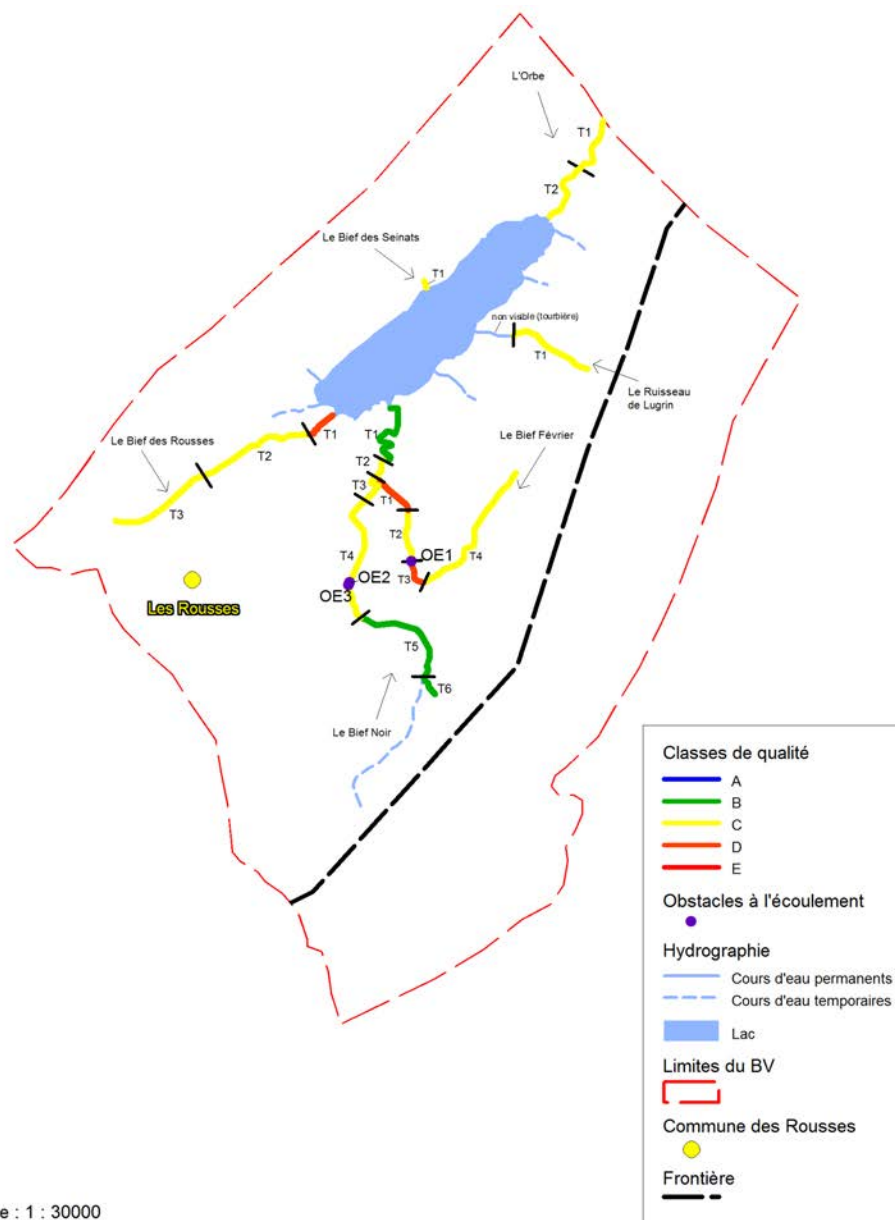 L'Orbe
T1
T2
Le Bief des Seinats
T1
non visible (tourbière)
T1
Le Ruisseau
de Lugrin
Le Bief des Rousses
T1
T2
T3
T1
T2
T3
Le Bief Février
T1
T2
T4
T4
OE1
T3
OE2
OE3
Les Rousses
T5
T6
Le Bief Noir
Classes de qualité
A
B
C
D
E
Obstacles à l'écoulement
Hydrographie
Cours d'eau permanents
Cours d'eau temporaires
Lac
Limites du BV
Commune des Rousses
Frontière
e : 1 : 30000